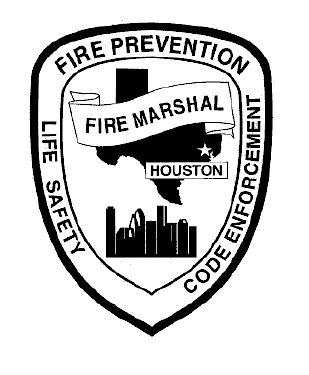 FIRE PREVENTION
FIRE MARSHAL
HOUSTON
LIFE SAFETY
CODE ENFORCEMENT